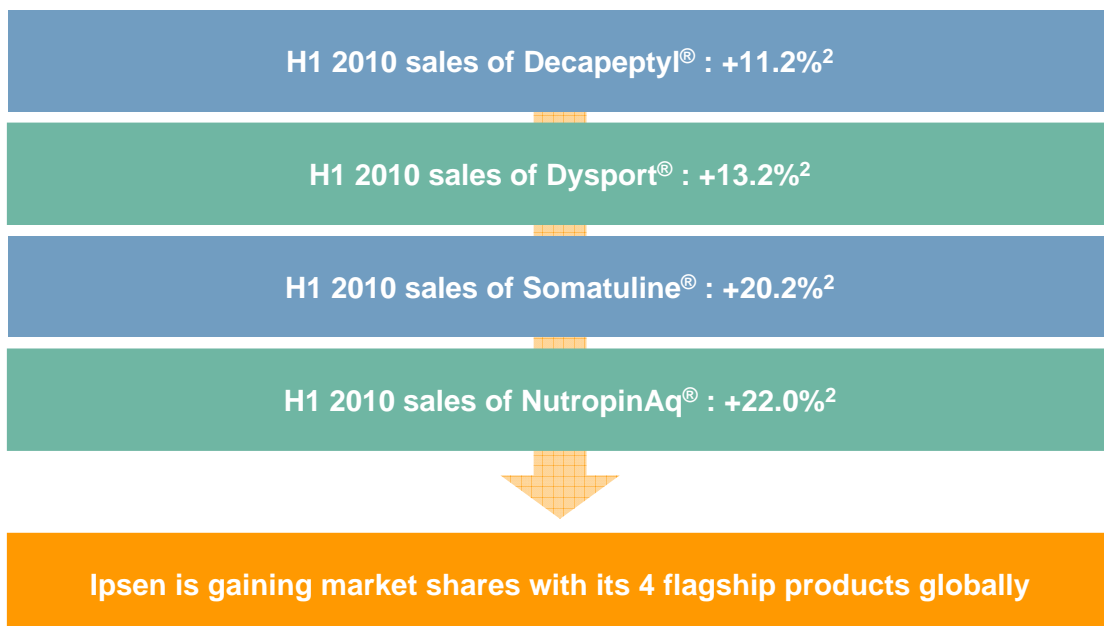 H1 2010 sales of Decapeptyl® : +11.2%²
H1 2010 sales of Dysport® : +13.2%²
H1 2010 sales of Somatuline® : +20.2%²
H1 2010 sales of NutropinAq® : +22.0%²
Ipsen is gaining market shares with its 4 flagship products globally